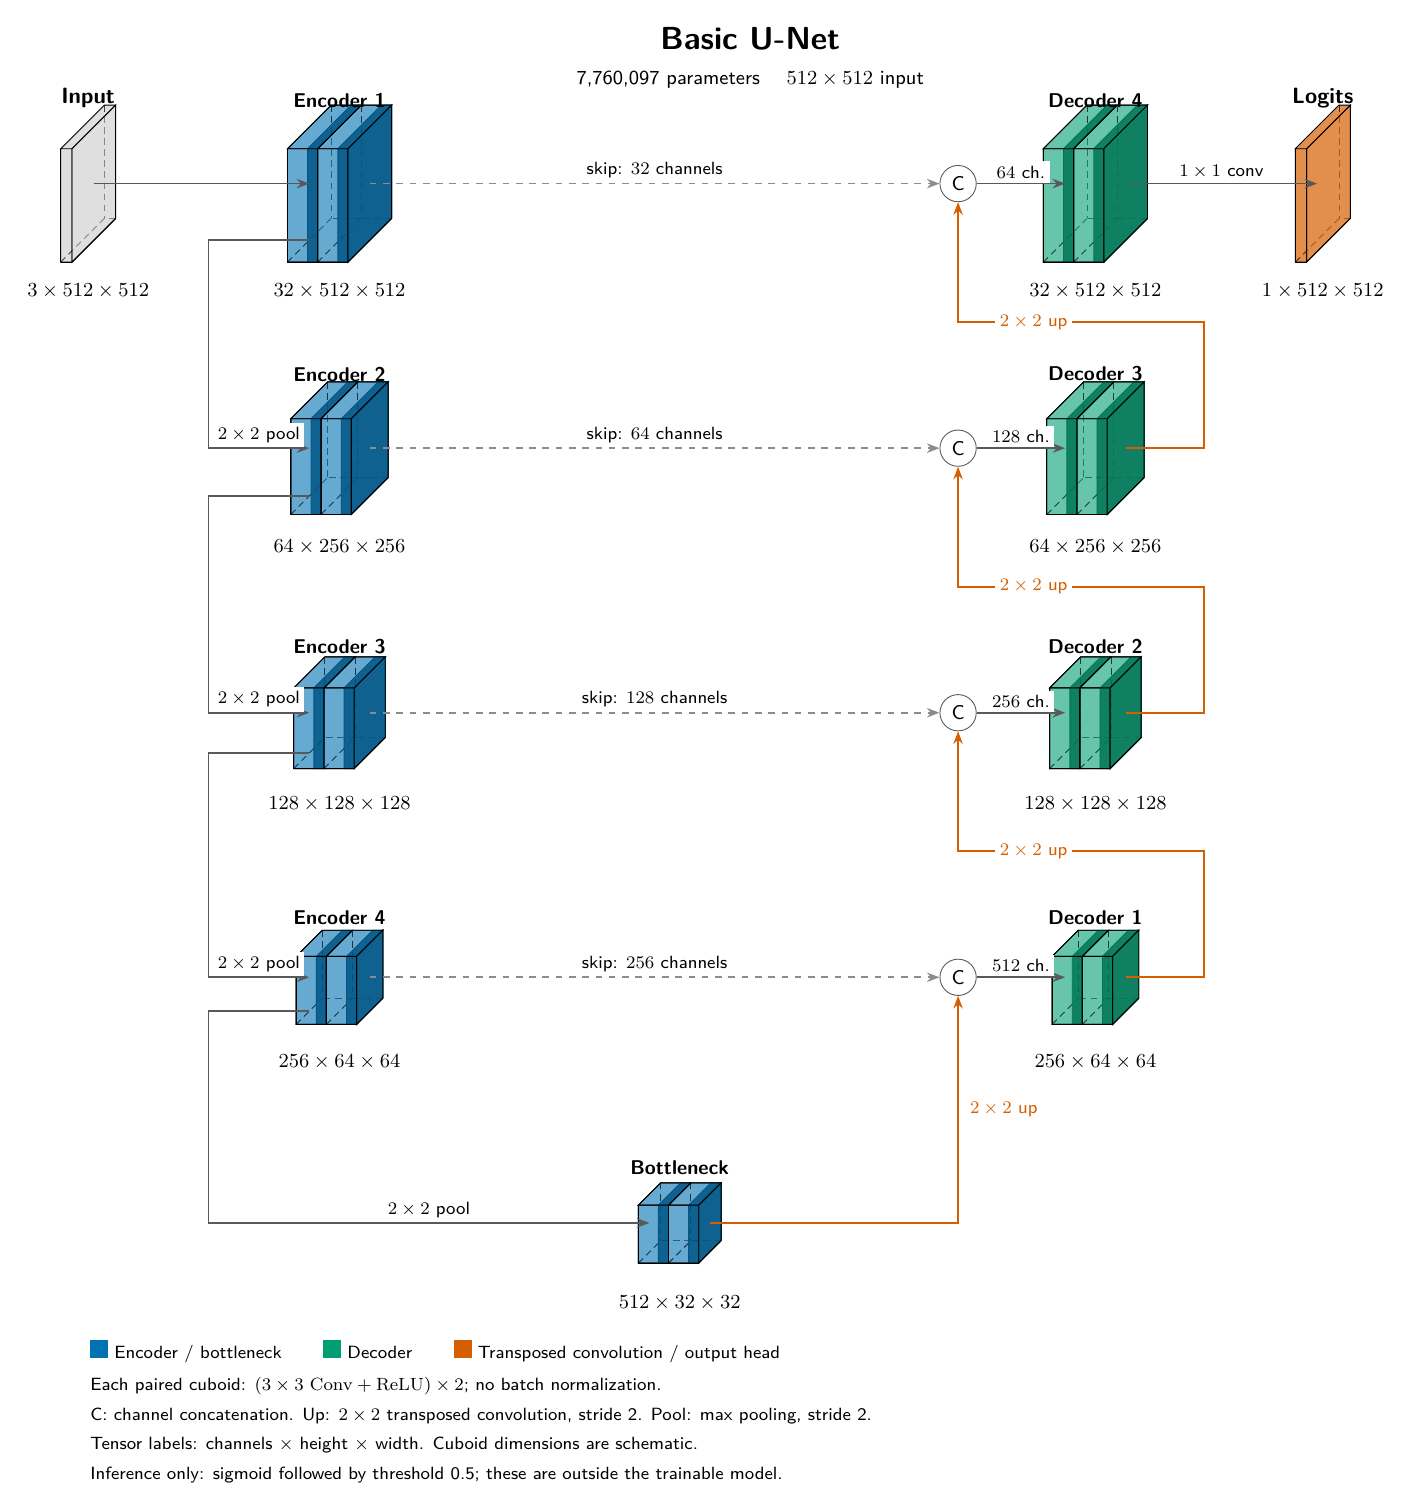 Basic U-Net
7,760,097 parameters 512 × 512 input
Input
Encoder 1
Decoder 4
Logits
skip: 32 channels
C
64 ch.
1 × 1 conv
3 × 512 × 512
32 × 512 × 512
32 × 512 × 512
1 × 512 × 512
2 × 2 up
Encoder 2
Decoder 3
2 × 2 pool
skip: 64 channels
C
128 ch.
64 × 256 × 256
64 × 256 × 256
2 × 2 up
Encoder 3
Decoder 2
2 × 2 pool
skip: 128 channels
C
256 ch.
128 × 128 × 128
128 × 128 × 128
2 × 2 up
Encoder 4
Decoder 1
2 × 2 pool
skip: 256 channels
C
512 ch.
256 × 64 × 64
256 × 64 × 64
2 × 2 up
Bottleneck
2 × 2 pool
512 × 32 × 32
Encoder / bottleneck
Decoder
Transposed convolution / output head
Each paired cuboid: (3 × 3 Conv + ReLU) × 2; no batch normalization.
C: channel concatenation. Up: 2 × 2 transposed convolution, stride 2. Pool: max pooling, stride 2.
Tensor labels: channels × height × width. Cuboid dimensions are schematic.
Inference only: sigmoid followed by threshold 0.5; these are outside the trainable model.